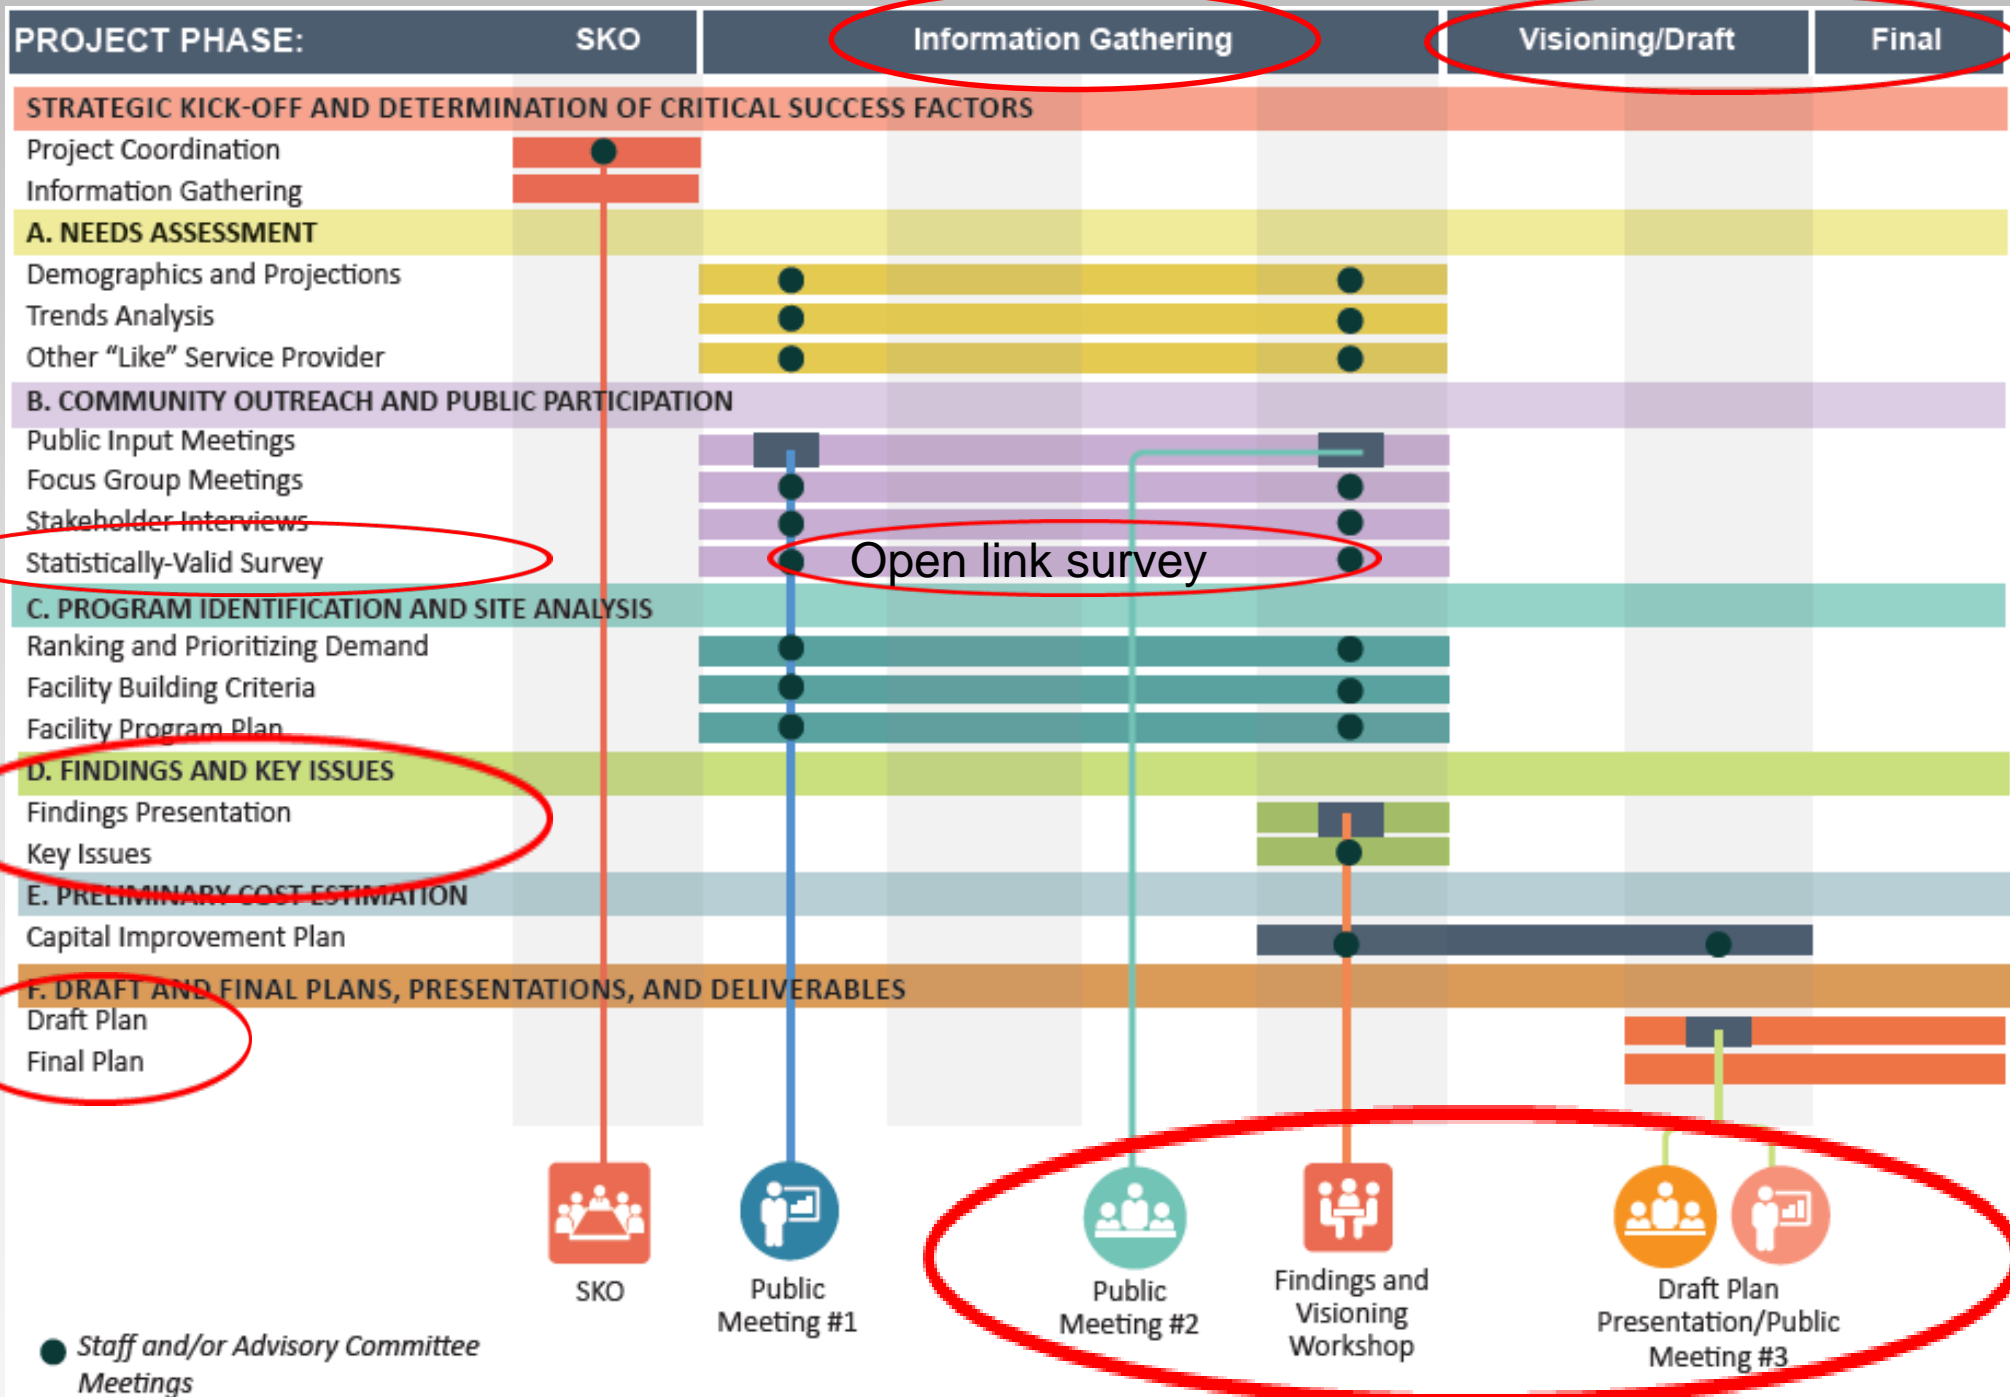 PROJECT PHASE: SKO Information Gathering Visioning/Draft Final
STRATEGIC KICK-OFF AND DETERMINATION OF CRITICAL SUCCESS FACTORS
Project Coordination
Information Gathering
A. NEEDS ASSESSMENT
Demographics and Projections
Trends Analysis
Other “Like” Service Provider
B. COMMUNITY OUTREACH AND PUBLIC PARTICIPATION
Public Input Meetings
Focus Group Meetings
Stakeholder Interviews
Statistically-Valid Survey
Open link survey
C. PROGRAM IDENTIFICATION AND SITE ANALYSIS
Ranking and Prioritizing Demand
Facility Building Criteria
Facility Program Plan
D. FINDINGS AND KEY ISSUES
Findings Presentation
Key Issues
E. PRELIMINARY COST ESTIMATION
Capital Improvement Plan
F. DRAFT AND FINAL PLANS, PRESENTATIONS, AND DELIVERABLES
Draft Plan
Final Plan
SKO
Public
Meeting #1
Public
Meeting #2
Findings and
Visioning
Workshop
Draft Plan
Presentation/Public
Meeting #3
Staff and/or Advisory Committee
Meetings